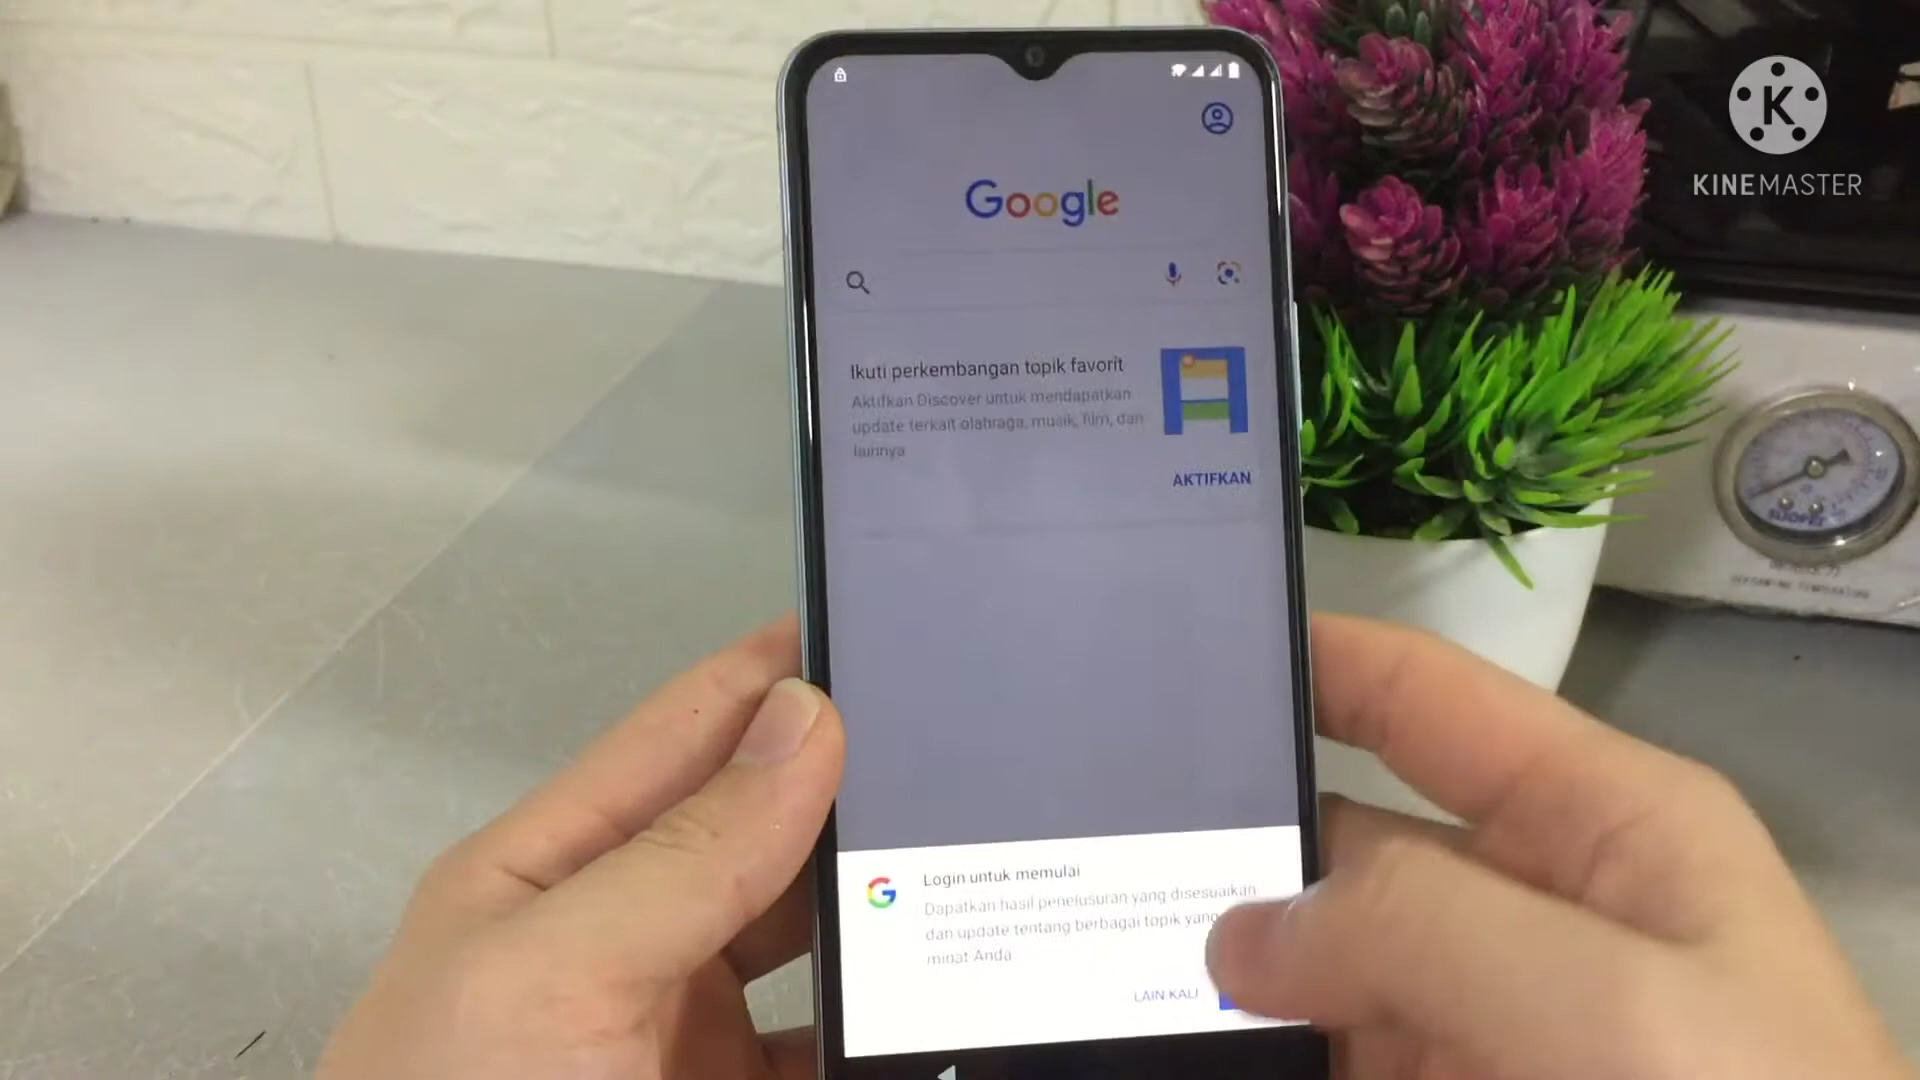 Google
Ikuti perkembangan topik favorit
Aktifkan Discover untuk mendapatkan
update terkait olahraga, musik, film, dan
lainnya
AKTIFKAN
Login untuk memulai
Dapatkan hasil penelusuran yang disesuaikan
dan update tentang berbagai topik yang
minat Anda
LAIN KALI
K
KINEMASTER